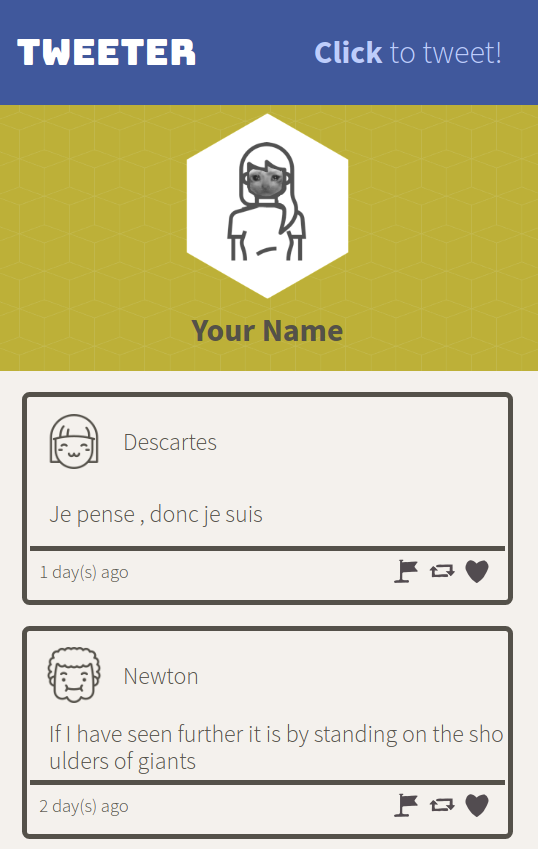 TWEETER
Click to tweet!
Your Name
Descartes
Je pense , donc je suis
1 day(s) ago
Newton
If I have seen further it is by standing on the sho
ulders of giants
2 day(s) ago